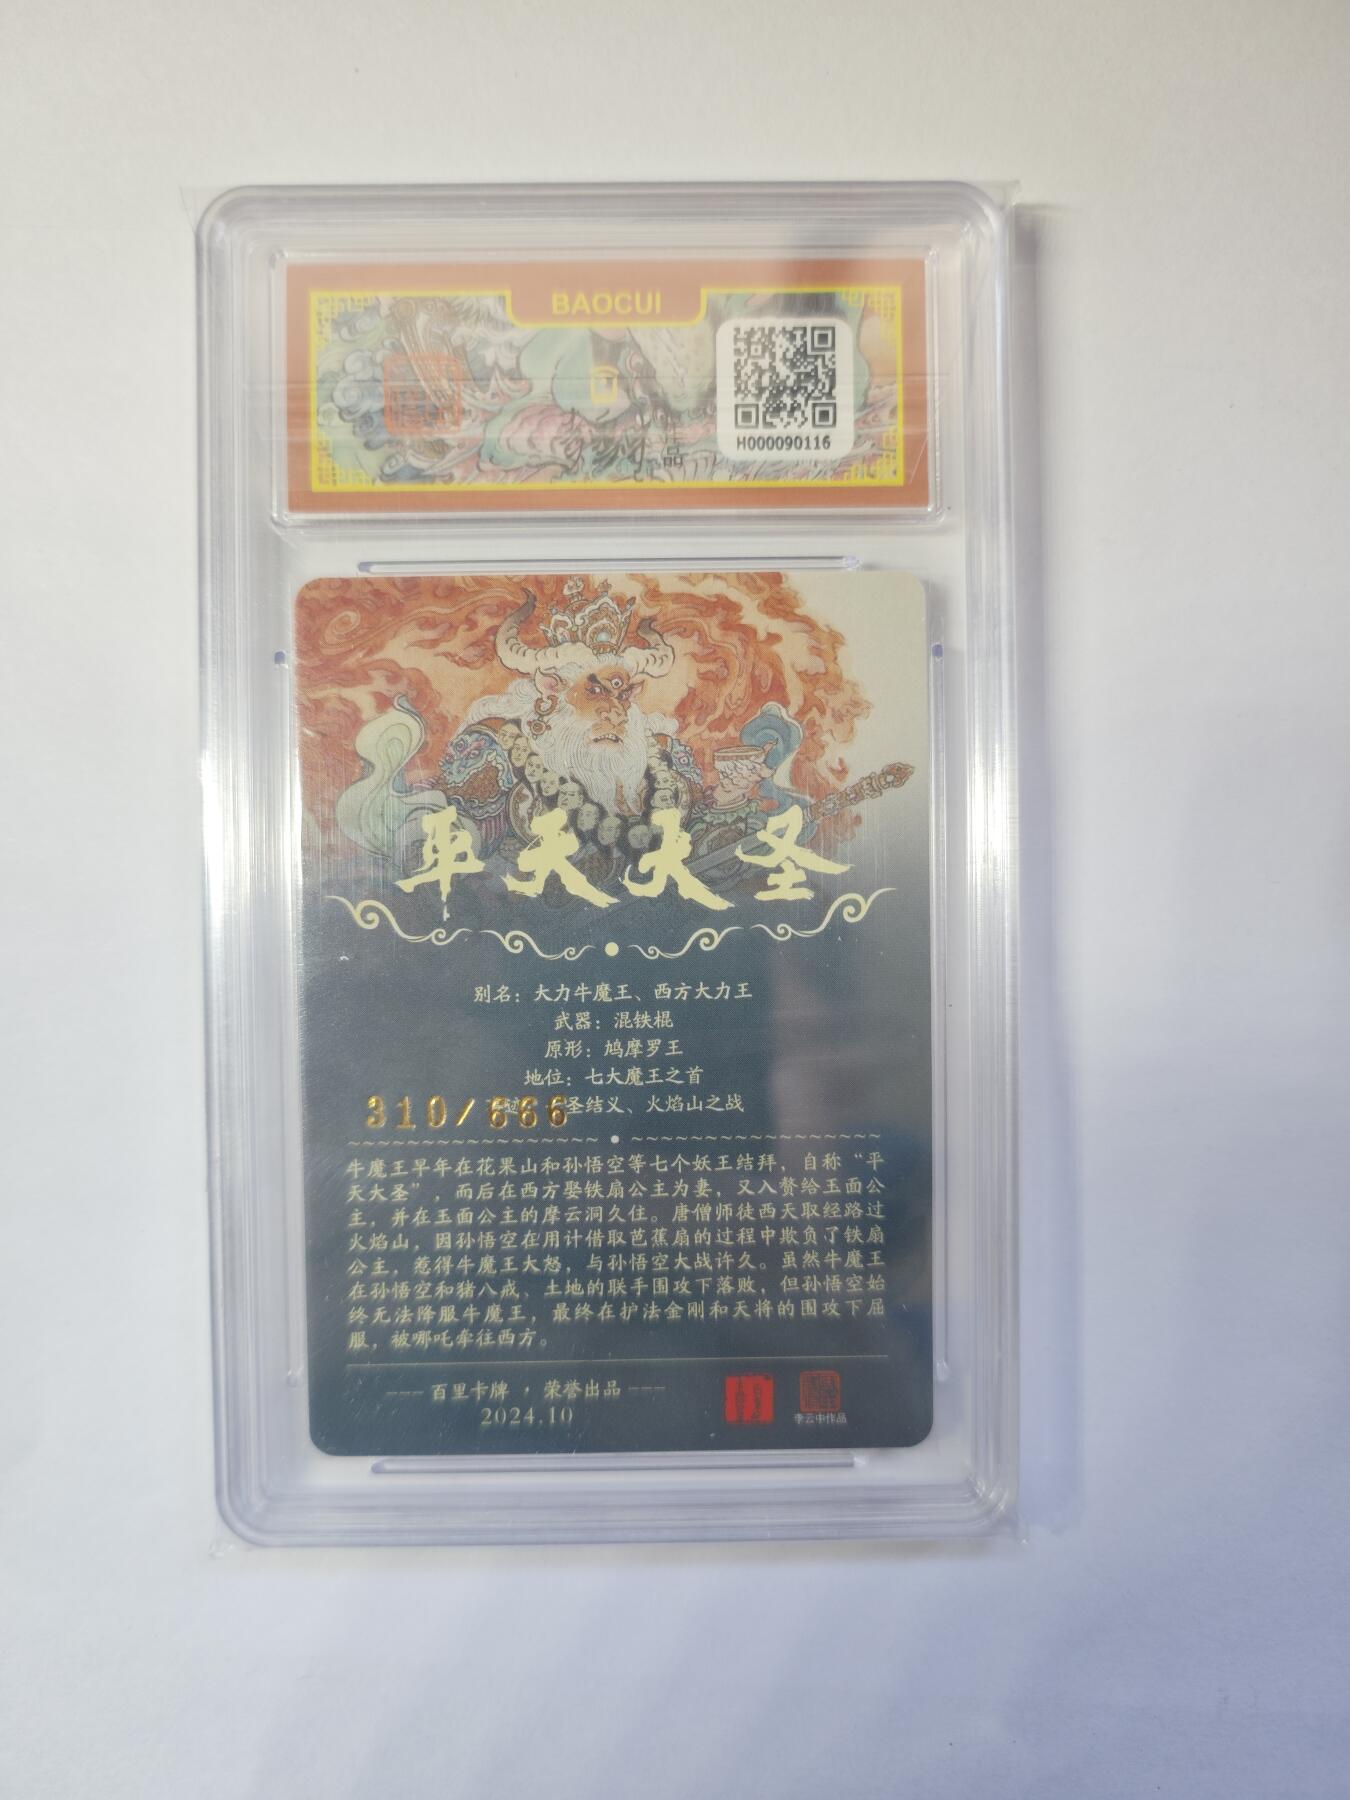 BAOCUI
H000090116
作品
平天大圣
别名：大力牛魔王、西方大力王
武器：混铁棍
原形：鸠摩罗王
地位：七大魔王之首
310/666
圣结义、火焰山之战
牛魔王早年在花果山和孙悟空等七个妖王结拜，自称“平
天大圣”，而后在西方娶铁扇公主为妻，又入赘给玉面公
主，并在玉面公主的摩云洞久住。唐僧师徒西天取经路过
火焰山，因孙悟空在用计借取芭蕉扇的过程中欺负了铁扇
公主，惹得牛魔王大怒，与孙悟空大战许久。虽然牛魔王
在孙悟空和猪八戒、土地的联手围攻下落败，但孙悟空始
终无法降服牛魔王，最终在护法金刚和天将的围攻下屈
服，被哪吒牵往西方。
--- 百里卡牌 ，荣誉出品 ---
2024.10
李云中作品